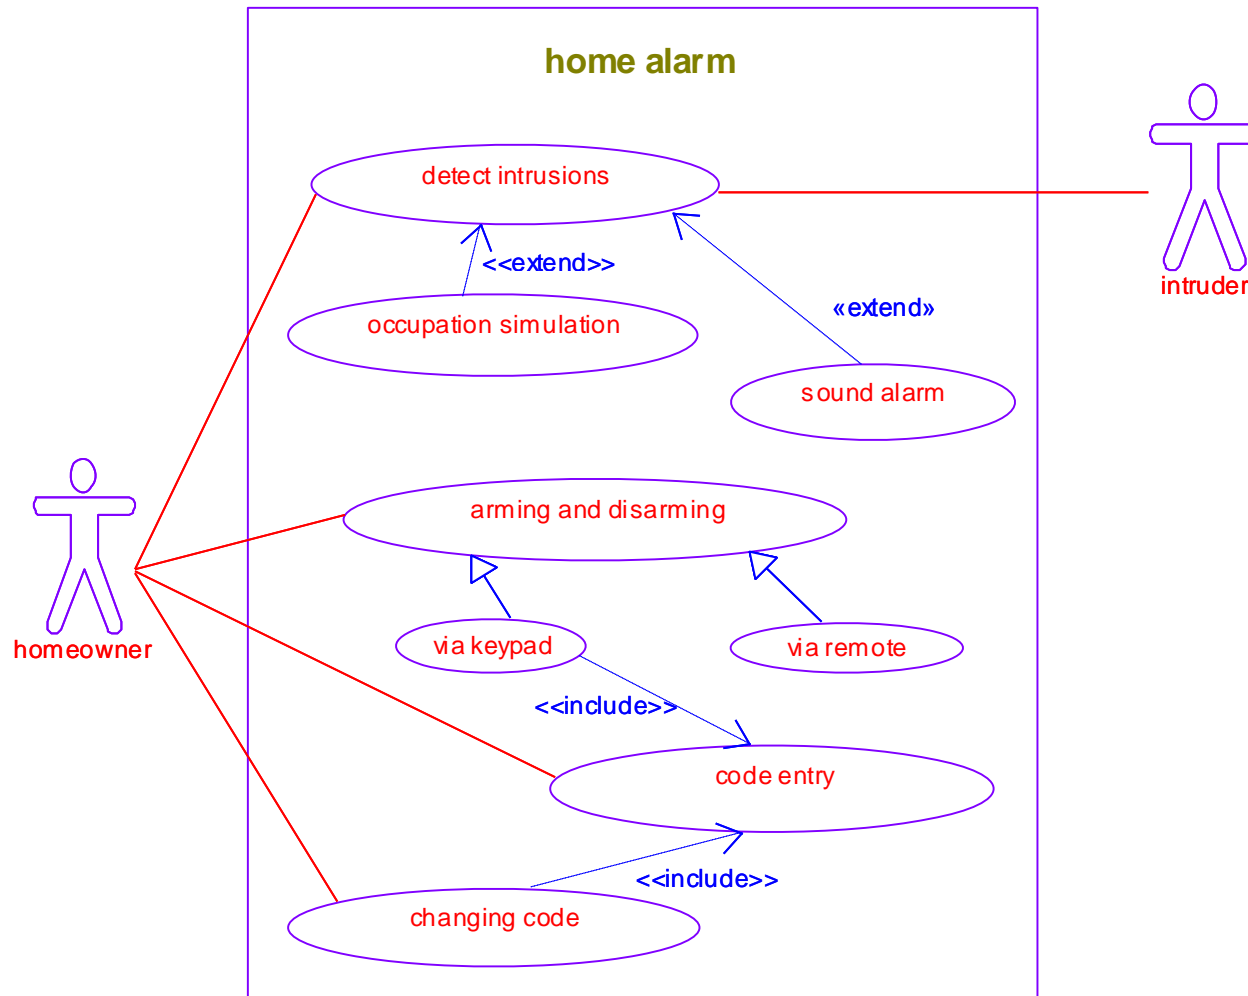 home alarm
detect intrusions
intruder
<<extend>>
«extend»
occupation simulation
sound alarm
arming and disarming
homeowner
via keypad
via remote
<<include>>
code entry
<<include>>
changing code